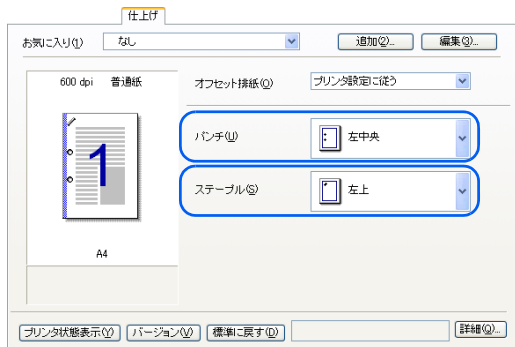 仕上げ
お気に入り(1) なし 追加(2)... 編集(3)...
600 dpi 普通紙
オフセット排紙(O) プリンタ設定に従う
1
パンチ(U) 左中央
ステープル(S) 左上
A4
プリンタ状態表示(Y) バージョン(V) 標準に戻す(D) 詳細(Q)...